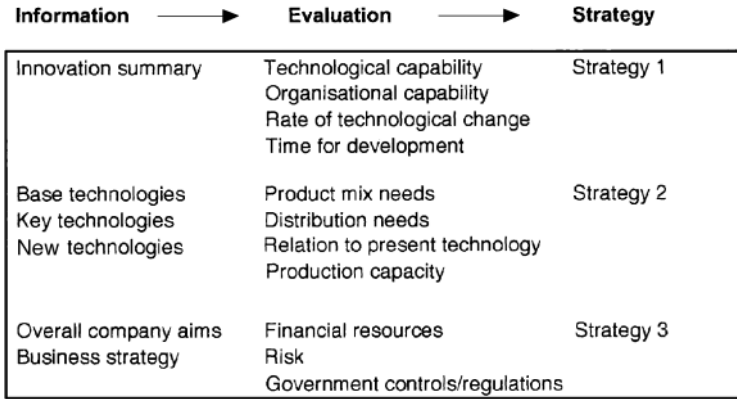 Information Evaluation Strategy
Innovation summary Technological capability Strategy 1
Organisational capability
Rate of technological change
Time for development
Base technologies Product mix needs Strategy 2
Key technologies Distribution needs
New technologies Relation to present technology
Production capacity
Overall company aims Financial resources Strategy 3
Business strategy Risk
Government controls/regulations